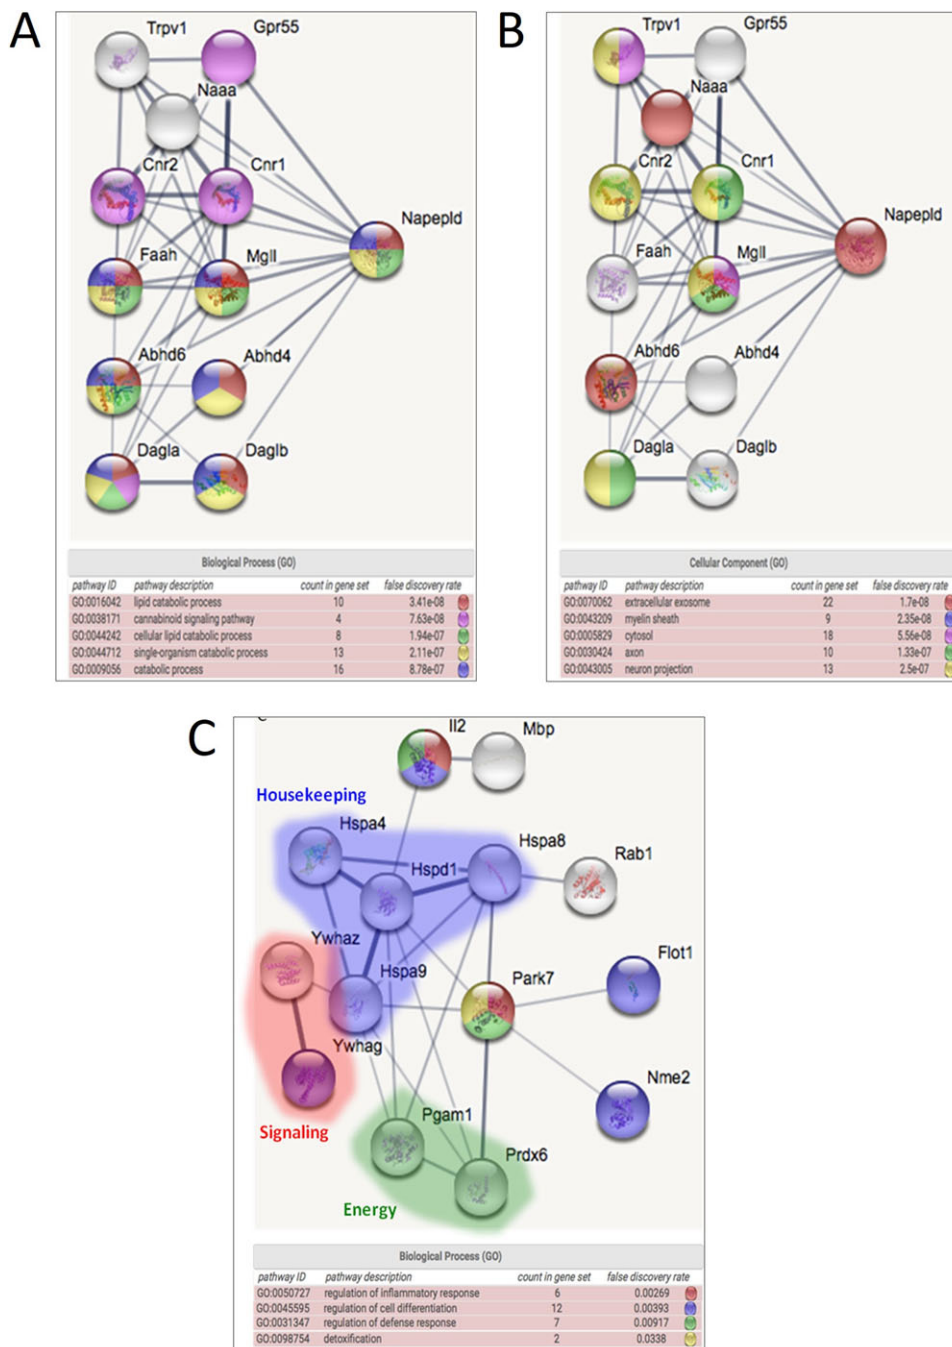 A
Trpv1
Gpr55
Naaa
Cnr2
Cnr1
Napepld
Faah
Mgll
Abhd6
Abhd4
Dagla
Daglb
Biological Process (GO)
pathway ID pathway description count in gene set false discovery rate
GO:0016042 lipid catabolic process 10 3.41e-08
GO:0038171 cannabinoid signaling pathway 4 7.63e-08
GO:0044242 cellular lipid catabolic process 8 1.94e-07
GO:0044712 single-organism catabolic process 13 2.11e-07
GO:0009056 catabolic process 16 8.78e-07
B
Trpv1
Gpr55
Naaa
Cnr2
Cnr1
Napepld
Faah
Mgll
Abhd6
Abhd4
Dagla
Daglb
Cellular Component (GO)
pathway ID pathway description count in gene set false discovery rate
GO:0070062 extracellular exosome 22 1.7e-08
GO:0043209 myelin sheath 9 2.35e-08
GO:0005829 cytosol 18 5.56e-08
GO:0030424 axon 10 1.33e-07
GO:0043005 neuron projection 13 2.5e-07
C
Il2
Mbp
Housekeeping
Hspa4
Hspa8
Hspd1
Rab1
Ywhaz
Flot1
Hspa9
Park7
Ywhag
Nme2
Pgam1
Signaling
Prdx6
Energy
Biological Process (GO)
pathway ID pathway description count in gene set false discovery rate
GO:0050727 regulation of inflammatory response 6 0.00269
GO:0045595 regulation of cell differentiation 12 0.00393
GO:0031347 regulation of defense response 7 0.00917
GO:0098754 detoxification 2 0.0338